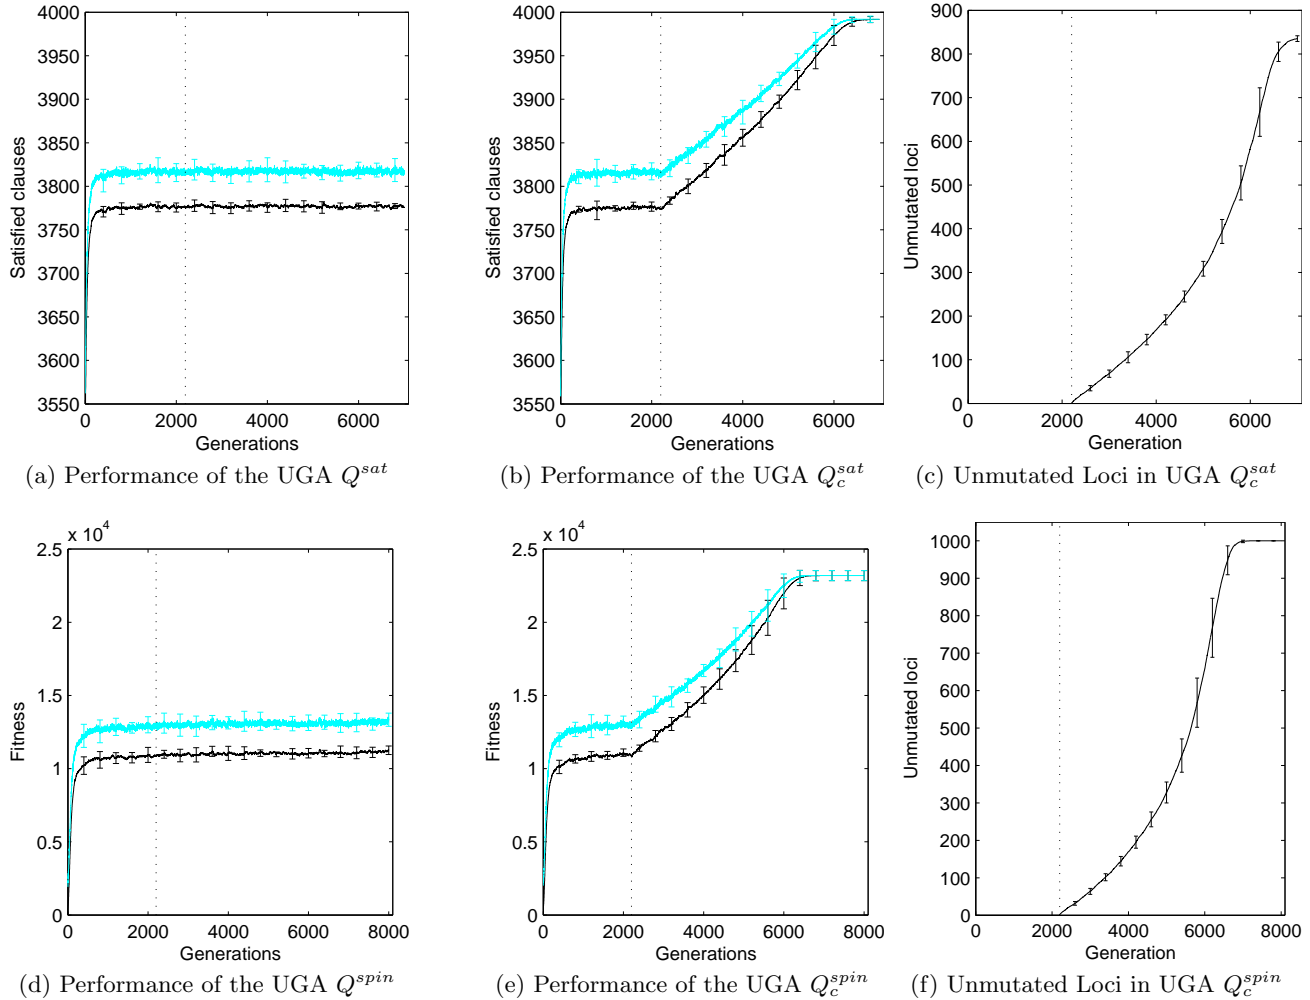 4000
3950
3900
3850
3800
3750
3700
3650
3600
3550
Satisfied clauses
0 2000 4000 6000
Generations
(a) Performance of the UGA Q^{sat}
4000
3950
3900
3850
3800
3750
3700
3650
3600
3550
Satisfied clauses
0 2000 4000 6000
Generations
(b) Performance of the UGA Q_c^{sat}
900
800
700
600
500
400
300
200
100
0
Unmutated loci
0 2000 4000 6000
Generation
(c) Unmutated Loci in UGA Q_c^{sat}
x 10^4
2.5
2
1.5
1
0.5
0
Fitness
0 2000 4000 6000 8000
Generations
(d) Performance of the UGA Q^{spin}
x 10^4
2.5
2
1.5
1
0.5
0
Fitness
0 2000 4000 6000 8000
Generations
(e) Performance of the UGA Q_c^{spin}
1000
900
800
700
600
500
400
300
200
100
0
Unmutated loci
0 2000 4000 6000 8000
Generation
(f) Unmutated Loci in UGA Q_c^{spin}